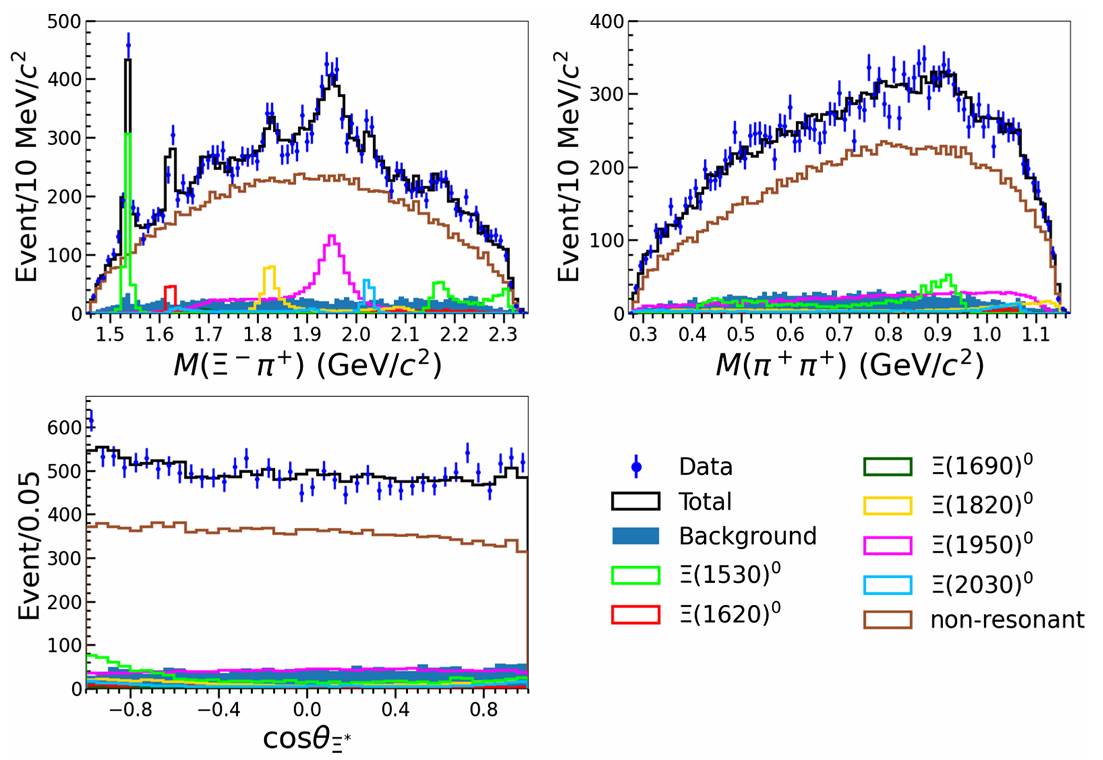 500
400
300
200
100
0
Event/10 MeV/c²
1.5 1.6 1.7 1.8 1.9 2.0 2.1 2.2 2.3
M(Ξ⁻π⁺) (GeV/c²)
400
300
200
100
0
Event/10 MeV/c²
0.3 0.4 0.5 0.6 0.7 0.8 0.9 1.0 1.1
M(π⁺π⁺) (GeV/c²)
600
500
400
300
200
100
0
Event/0.05
−0.8 −0.4 0.0 0.4 0.8
cosθ_Ξ*
Data
Total
Background
Ξ(1530)⁰
Ξ(1620)⁰
Ξ(1690)⁰
Ξ(1820)⁰
Ξ(1950)⁰
Ξ(2030)⁰
non-resonant